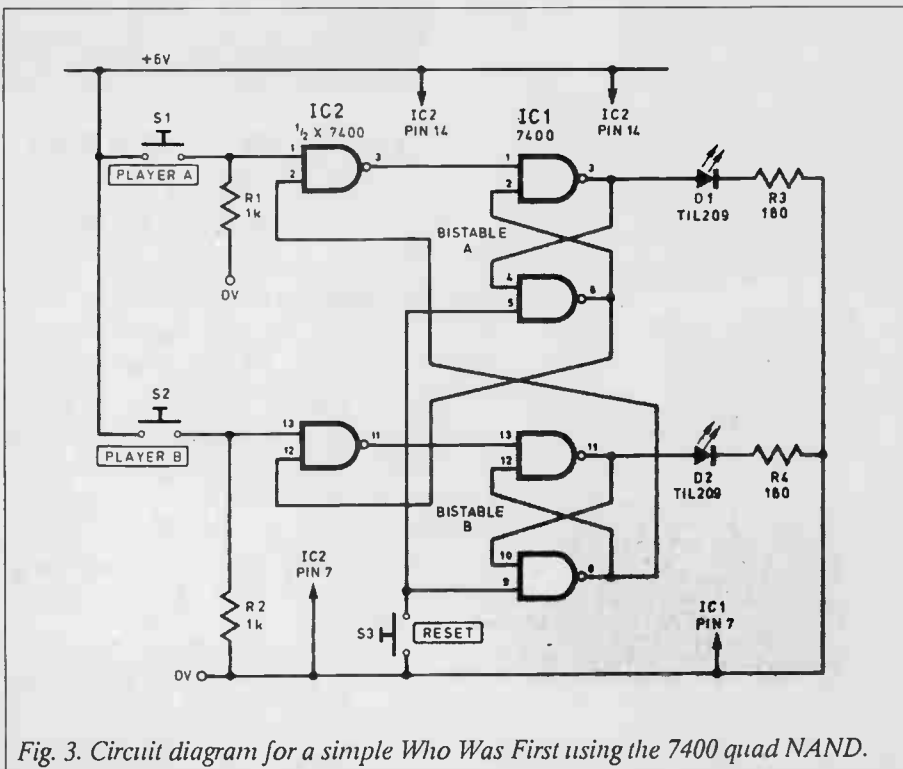 +6V
IC2
½ X 7400
IC2
PIN 14
IC1
7400
IC2
PIN 14
S1
PLAYER A
1
2
3
1
2
3
R1
1k
0V
D1
TIL209
R3
180
BISTABLE
A
4
5
6
S2
PLAYER B
13
12
11
13
12
11
D2
TIL209
R4
180
BISTABLE
B
10
9
8
R2
1k
IC2
PIN 7
S3
RESET
IC1
PIN 7
0V
Fig. 3. Circuit diagram for a simple Who Was First using the 7400 quad NAND.